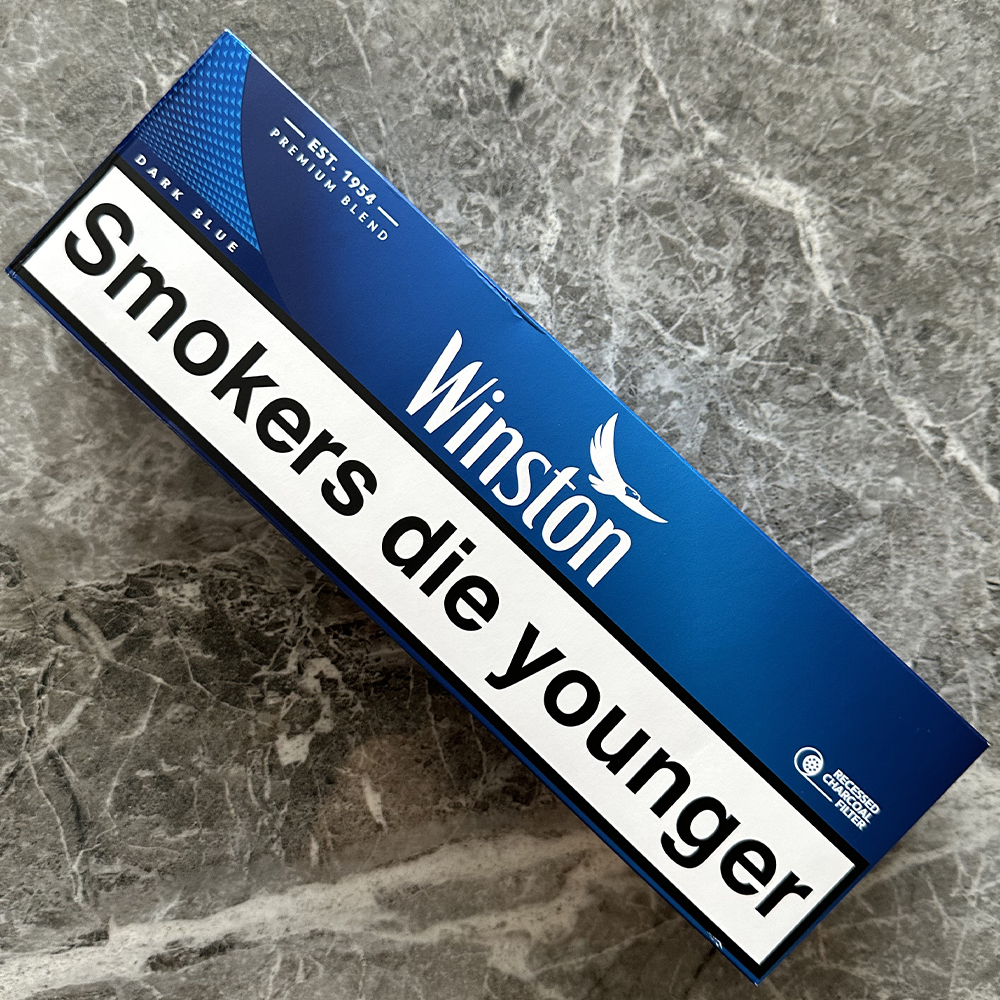 EST. 1954
PREMIUM BLEND
DARK BLUE
Winston
Smokers die younger
RECESSED
CHARCOAL
FILTER